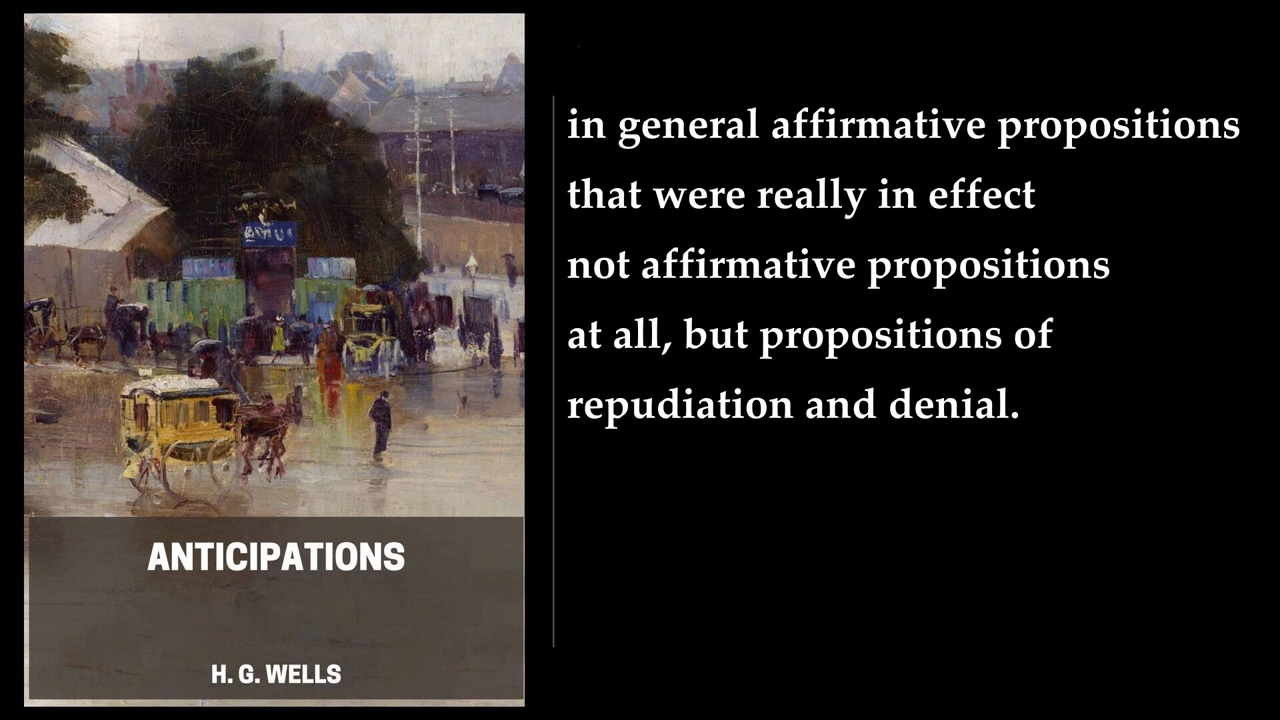 ANTICIPATIONS
H. G. WELLS
in general affirmative propositions
that were really in effect
not affirmative propositions
at all, but propositions of
repudiation and denial.